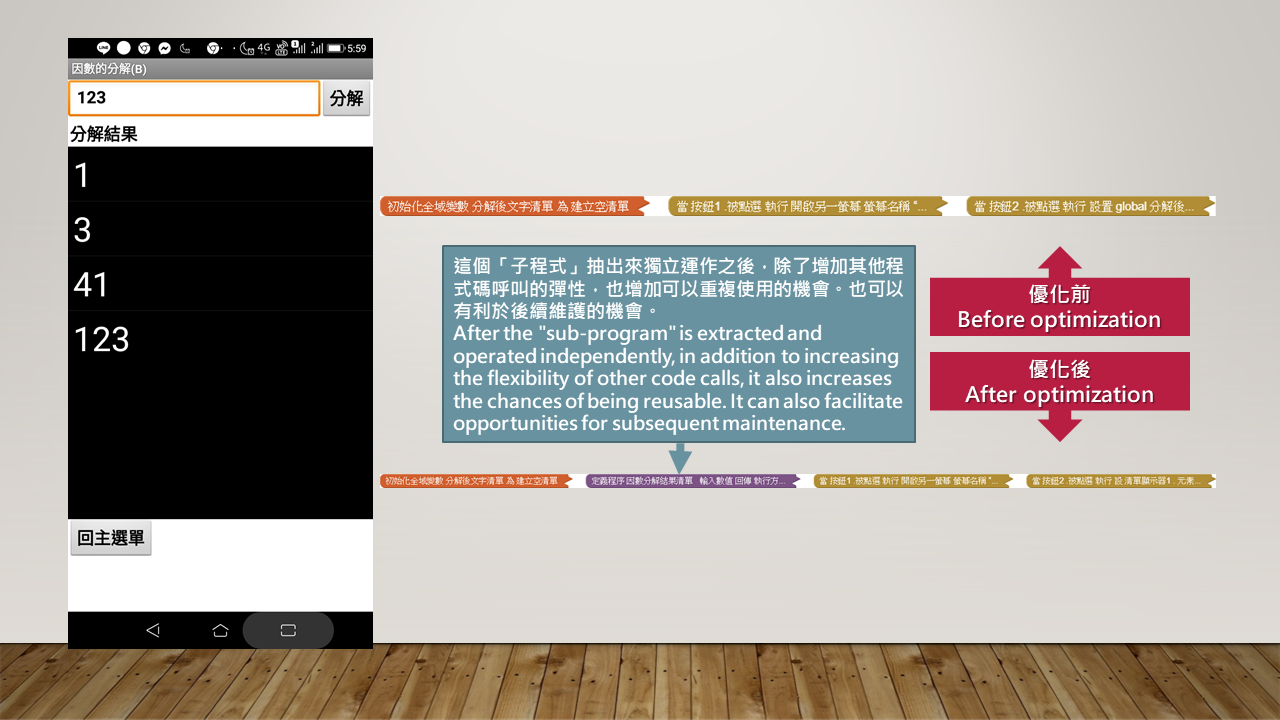 4G 5:59
因數的分解(B)
123
分解
分解結果
1
3
41
123
回主選單
初始化全域變數 分解後文字清單 為 建立空清單
當 按鈕1 .被點選 執行 開啟另一螢幕 螢幕名稱 "...
當 按鈕2 .被點選 執行 設置 global 分解後...
這個「子程式」抽出來獨立運作之後，除了增加其他程
式碼呼叫的彈性，也增加可以重複使用的機會。也可以
有利於後續維護的機會。
After the "sub-program" is extracted and
operated independently, in addition to increasing
the flexibility of other code calls, it also increases
the chances of being reusable. It can also facilitate
opportunities for subsequent maintenance.
優化前
Before optimization
優化後
After optimization
初始化全域變數 分解後文字清單 為 建立空清單
定義程序 因數分解結果清單 輸入數值 回傳 執行方...
當 按鈕1 .被點選 執行 開啟另一螢幕 螢幕名稱 "...
當 按鈕2 .被點選 執行 設 清單顯示器1 . 元素...